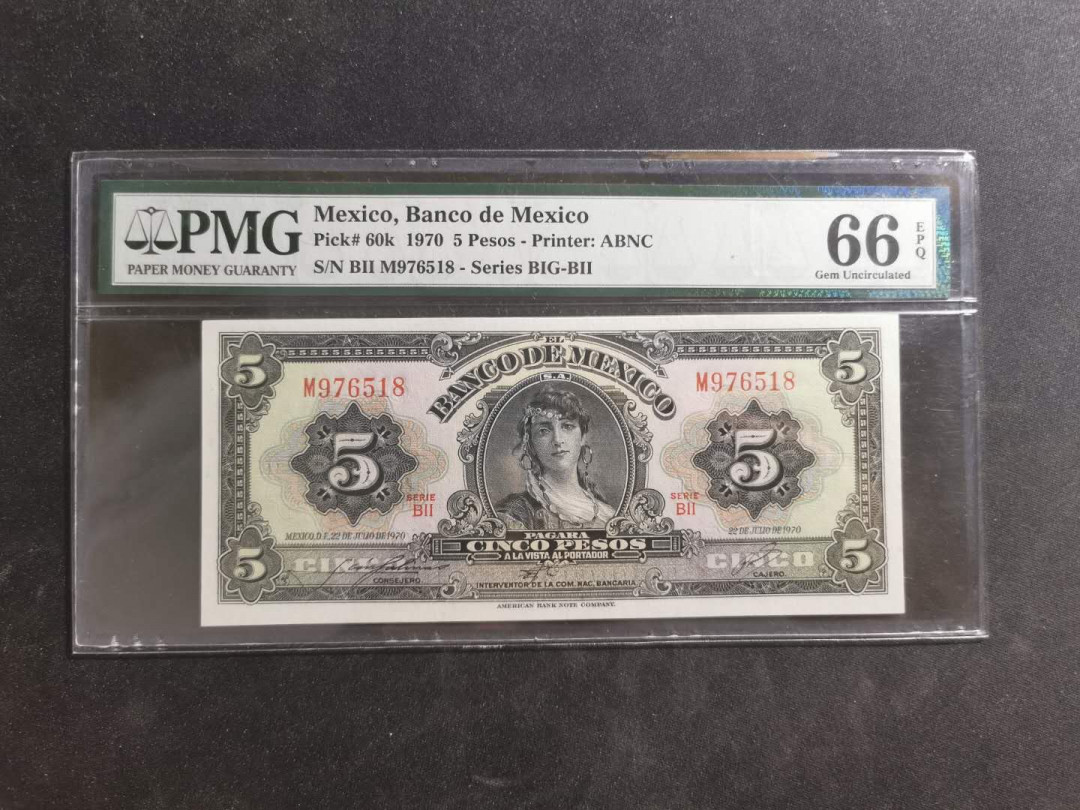 PMG
PAPER MONEY GUARANTY
Mexico, Banco de Mexico
Pick# 60k 1970 5 Pesos - Printer: ABNC
S/N BII M976518 - Series BIG-BII
66 EPQ
Gem Uncirculated
EL
BANCO DE MEXICO
S.A.
5 5
M976518 M976518
5 5
SERIE BII SERIE BII
MEXICO, D.F., 22 DE JULIO DE 1970 22 DE JULIO DE 1970
PAGARA
CINCO PESOS
A LA VISTA AL PORTADOR
5 CINCO CINCO 5
CONSEJERO CAJERO
INTERVENTOR DE LA COM. NAC. BANCARIA
AMERICAN BANK NOTE COMPANY.